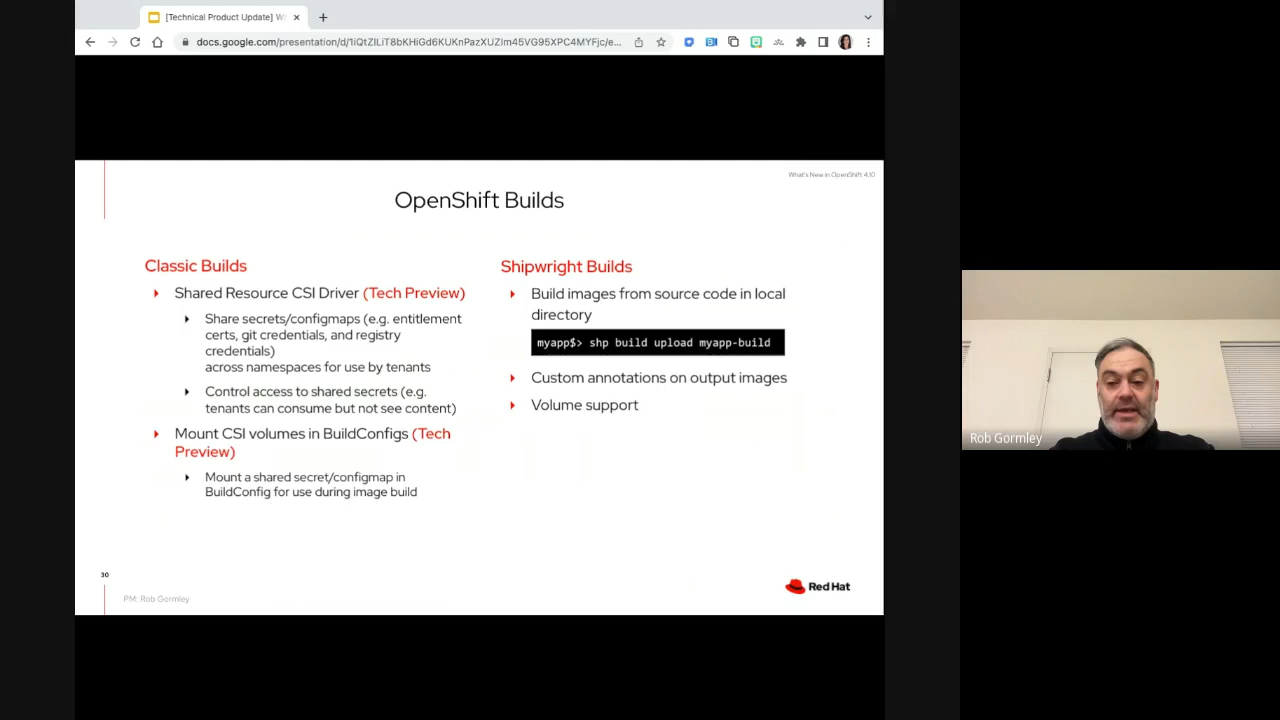 [Technical Product Update] W
docs.google.com/presentation/d/1iQtZILiT8bKHiGd6KUKnPazXUZIm45VG95XPC4MYFjc/e...
What's New in OpenShift 4.10
OpenShift Builds
Classic Builds
Shared Resource CSI Driver (Tech Preview)
Share secrets/configmaps (e.g. entitlement
certs, git credentials, and registry
credentials)
across namespaces for use by tenants
Control access to shared secrets (e.g.
tenants can consume but not see content)
Mount CSI volumes in BuildConfigs (Tech
Preview)
Mount a shared secret/configmap in
BuildConfig for use during image build
Shipwright Builds
Build images from source code in local
directory
myapp$> shp build upload myapp-build
Custom annotations on output images
Volume support
30
PM: Rob Gormley
Red Hat
Rob Gormley